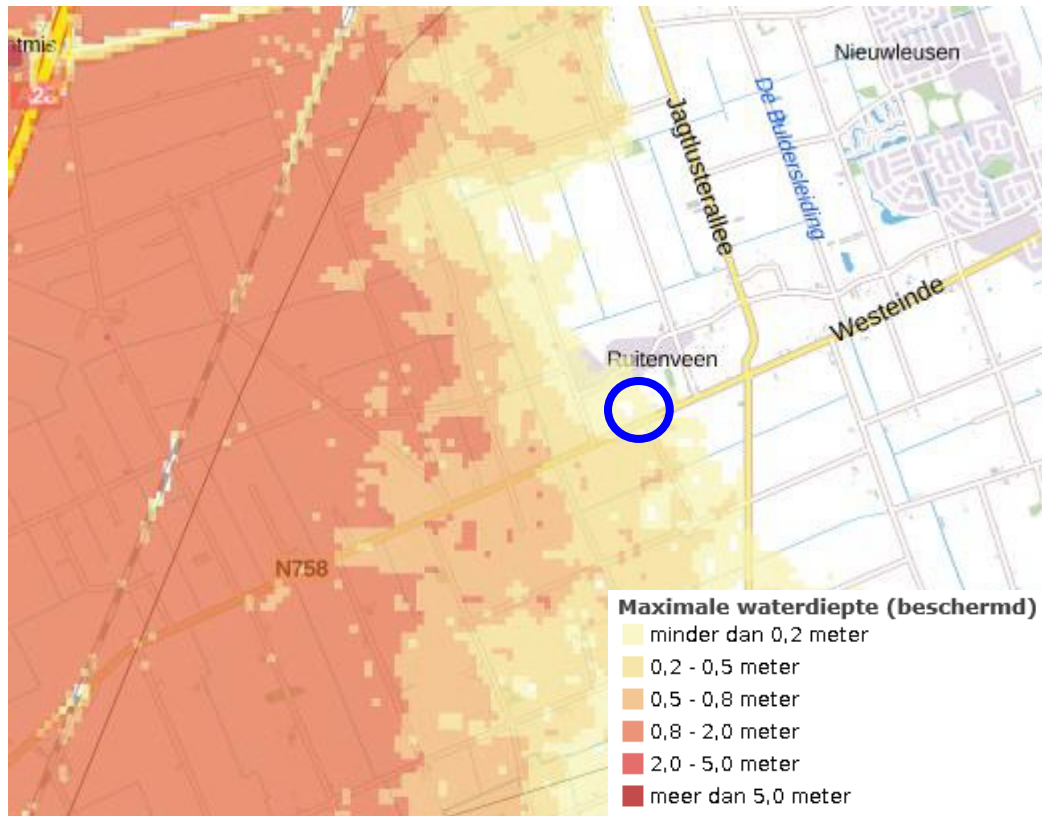 Nieuwleusen
Jagtlusterallee
De Buldersleiding
Westeinde
Ruitenveen
N758
Maximale waterdiepte (beschermd)
minder dan 0,2 meter
0,2 - 0,5 meter
0,5 - 0,8 meter
0,8 - 2,0 meter
2,0 - 5,0 meter
meer dan 5,0 meter